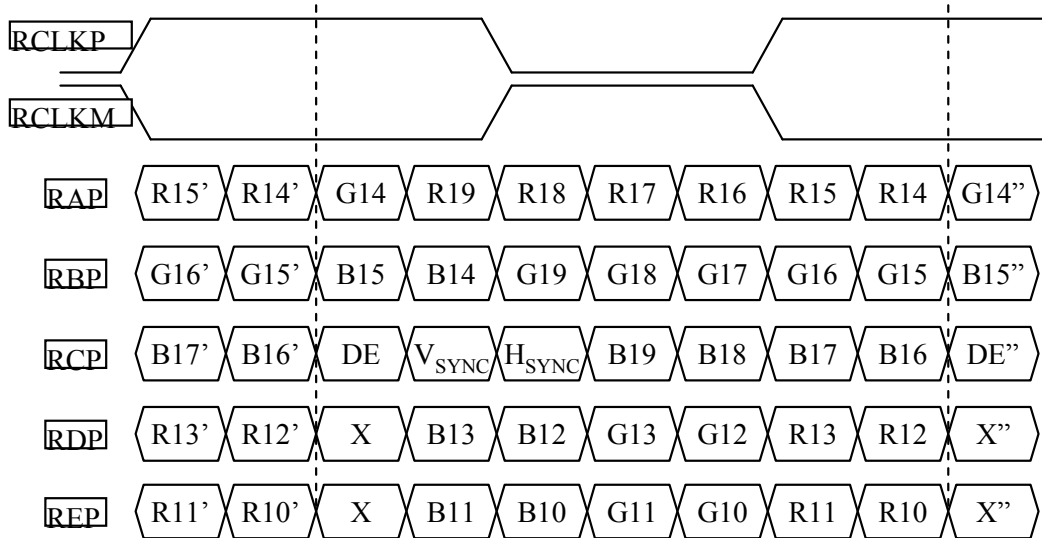 RCLKP
RCLKM
RAP R15’ R14’ G14 R19 R18 R17 R16 R15 R14 G14”
RBP G16’ G15’ B15 B14 G19 G18 G17 G16 G15 B15”
RCP B17’ B16’ DE VSYNC HSYNC B19 B18 B17 B16 DE”
RDP R13’ R12’ X B13 B12 G13 G12 R13 R12 X”
REP R11’ R10’ X B11 B10 G11 G10 R11 R10 X”